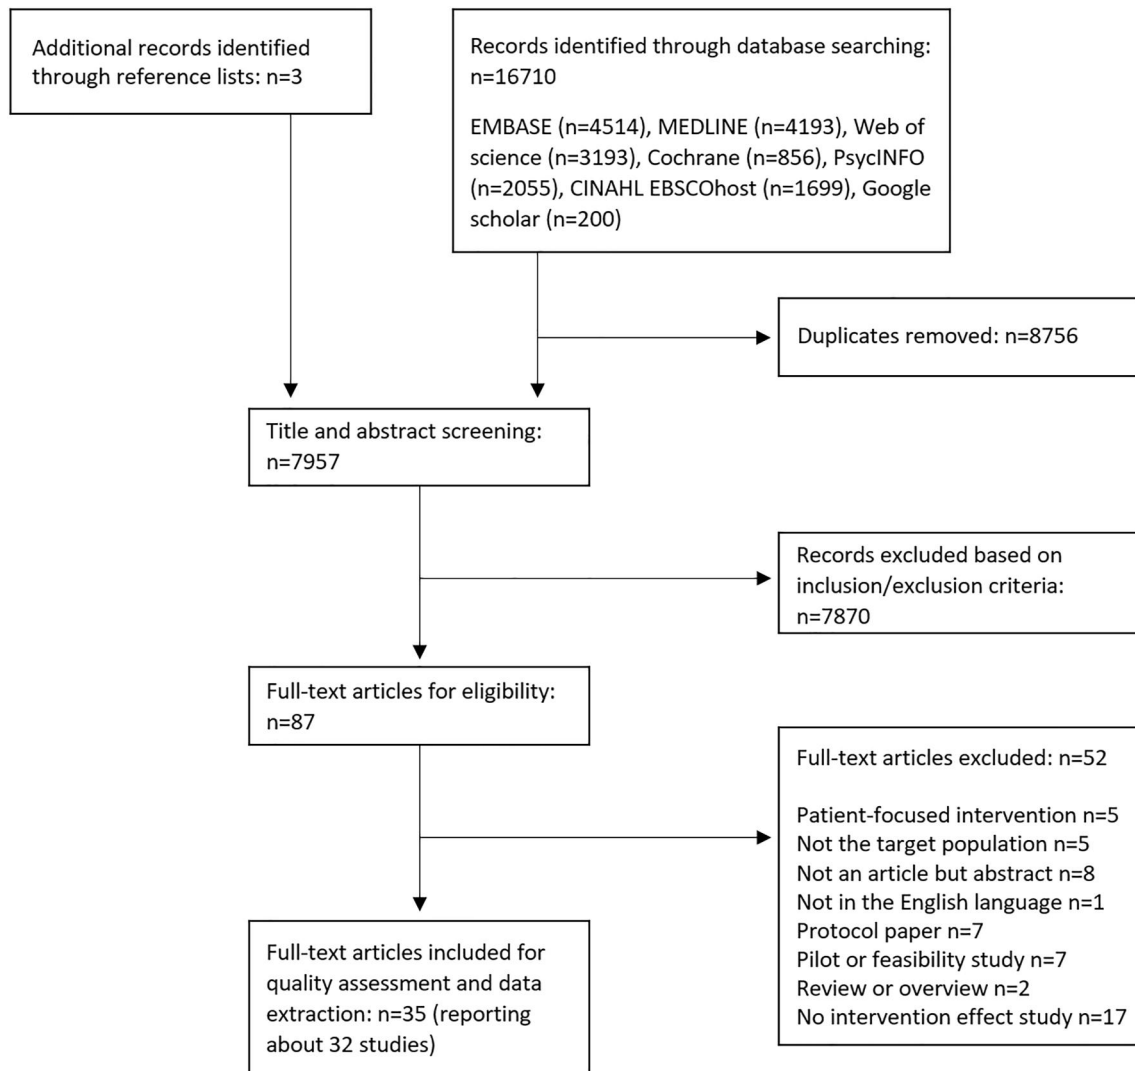 Additional records identified
through reference lists: n=3
Records identified through database searching:
n=16710
EMBASE (n=4514), MEDLINE (n=4193), Web of
science (n=3193), Cochrane (n=856), PsycINFO
(n=2055), CINAHL EBSCOhost (n=1699), Google
scholar (n=200)
Duplicates removed: n=8756
Title and abstract screening:
n=7957
Records excluded based on
inclusion/exclusion criteria:
n=7870
Full-text articles for eligibility:
n=87
Full-text articles excluded: n=52
Patient-focused intervention n=5
Not the target population n=5
Not an article but abstract n=8
Not in the English language n=1
Protocol paper n=7
Pilot or feasibility study n=7
Review or overview n=2
No intervention effect study n=17
Full-text articles included for
quality assessment and data
extraction: n=35 (reporting
about 32 studies)